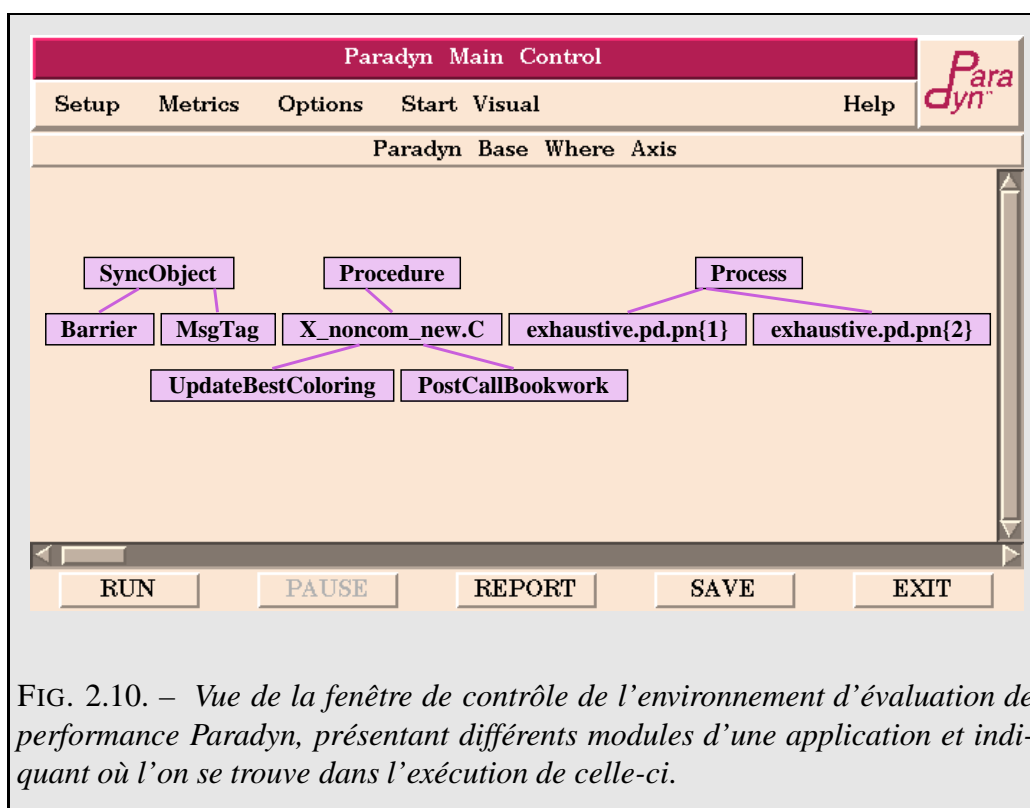 Paradyn Main Control
Paradyn™
Setup Metrics Options Start Visual Help
Paradyn Base Where Axis
SyncObject Procedure Process
Barrier MsgTag X_noncom_new.C exhaustive.pd.pn{1} exhaustive.pd.pn{2}
UpdateBestColoring PostCallBookwork
RUN PAUSE REPORT SAVE EXIT
FIG. 2.10. – Vue de la fenêtre de contrôle de l'environnement d'évaluation de
performance Paradyn, présentant différents modules d'une application et indi-
quant où l'on se trouve dans l'exécution de celle-ci.